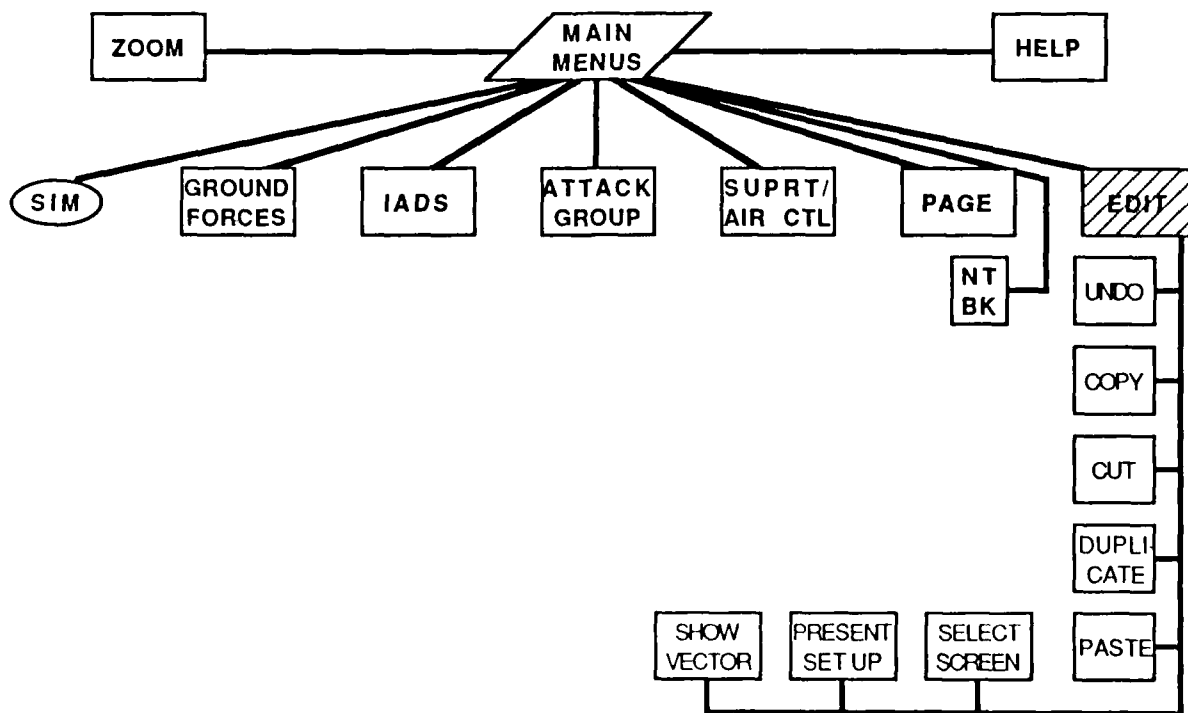 ZOOM
MAIN
MENUS
HELP
SIM
GROUND
FORCES
IADS
ATTACK
GROUP
SUPRT/
AIR CTL
PAGE
EDIT
NT
BK
UNDO
COPY
CUT
DUPLI-
CATE
SHOW
VECTOR
PRESENT
SET UP
SELECT
SCREEN
PASTE